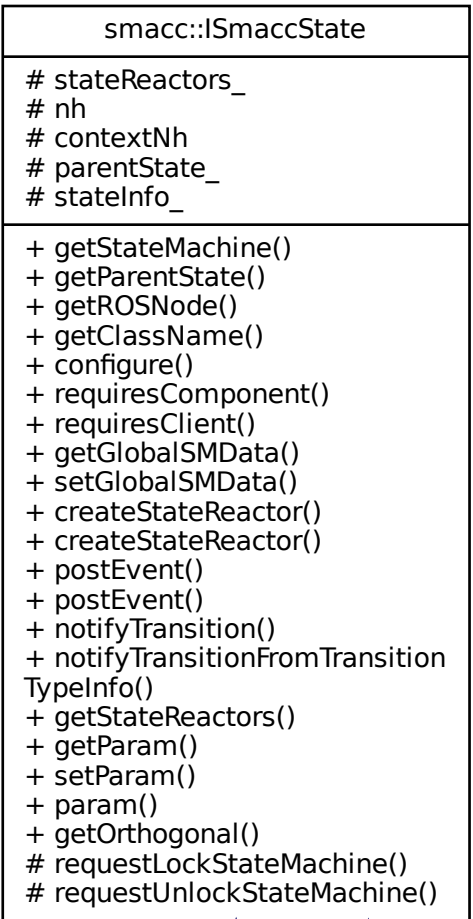 smacc::ISmaccState
# stateReactors_
# nh
# contextNh
# parentState_
# stateInfo_
+ getStateMachine()
+ getParentState()
+ getROSNode()
+ getClassName()
+ configure()
+ requiresComponent()
+ requiresClient()
+ getGlobalSMData()
+ setGlobalSMData()
+ createStateReactor()
+ createStateReactor()
+ postEvent()
+ postEvent()
+ notifyTransition()
+ notifyTransitionFromTransition
TypeInfo()
+ getStateReactors()
+ getParam()
+ setParam()
+ param()
+ getOrthogonal()
# requestLockStateMachine()
# requestUnlockStateMachine()